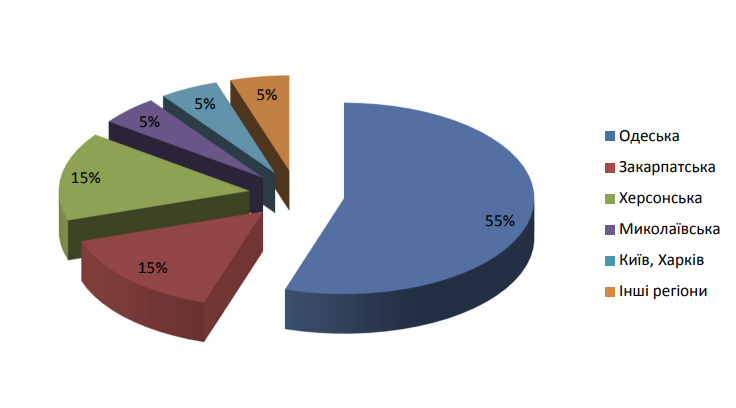 5%
5%
5%
15%
55%
15%
Одеська
Закарпатська
Херсонська
Миколаївська
Київ, Харків
Інші регіони